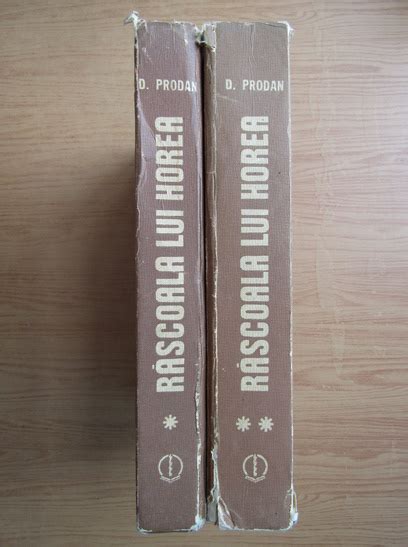 D. PRODAN
RĂSCOALA LUI HOREA
*
D. PRODAN
RĂSCOALA LUI HOREA
**